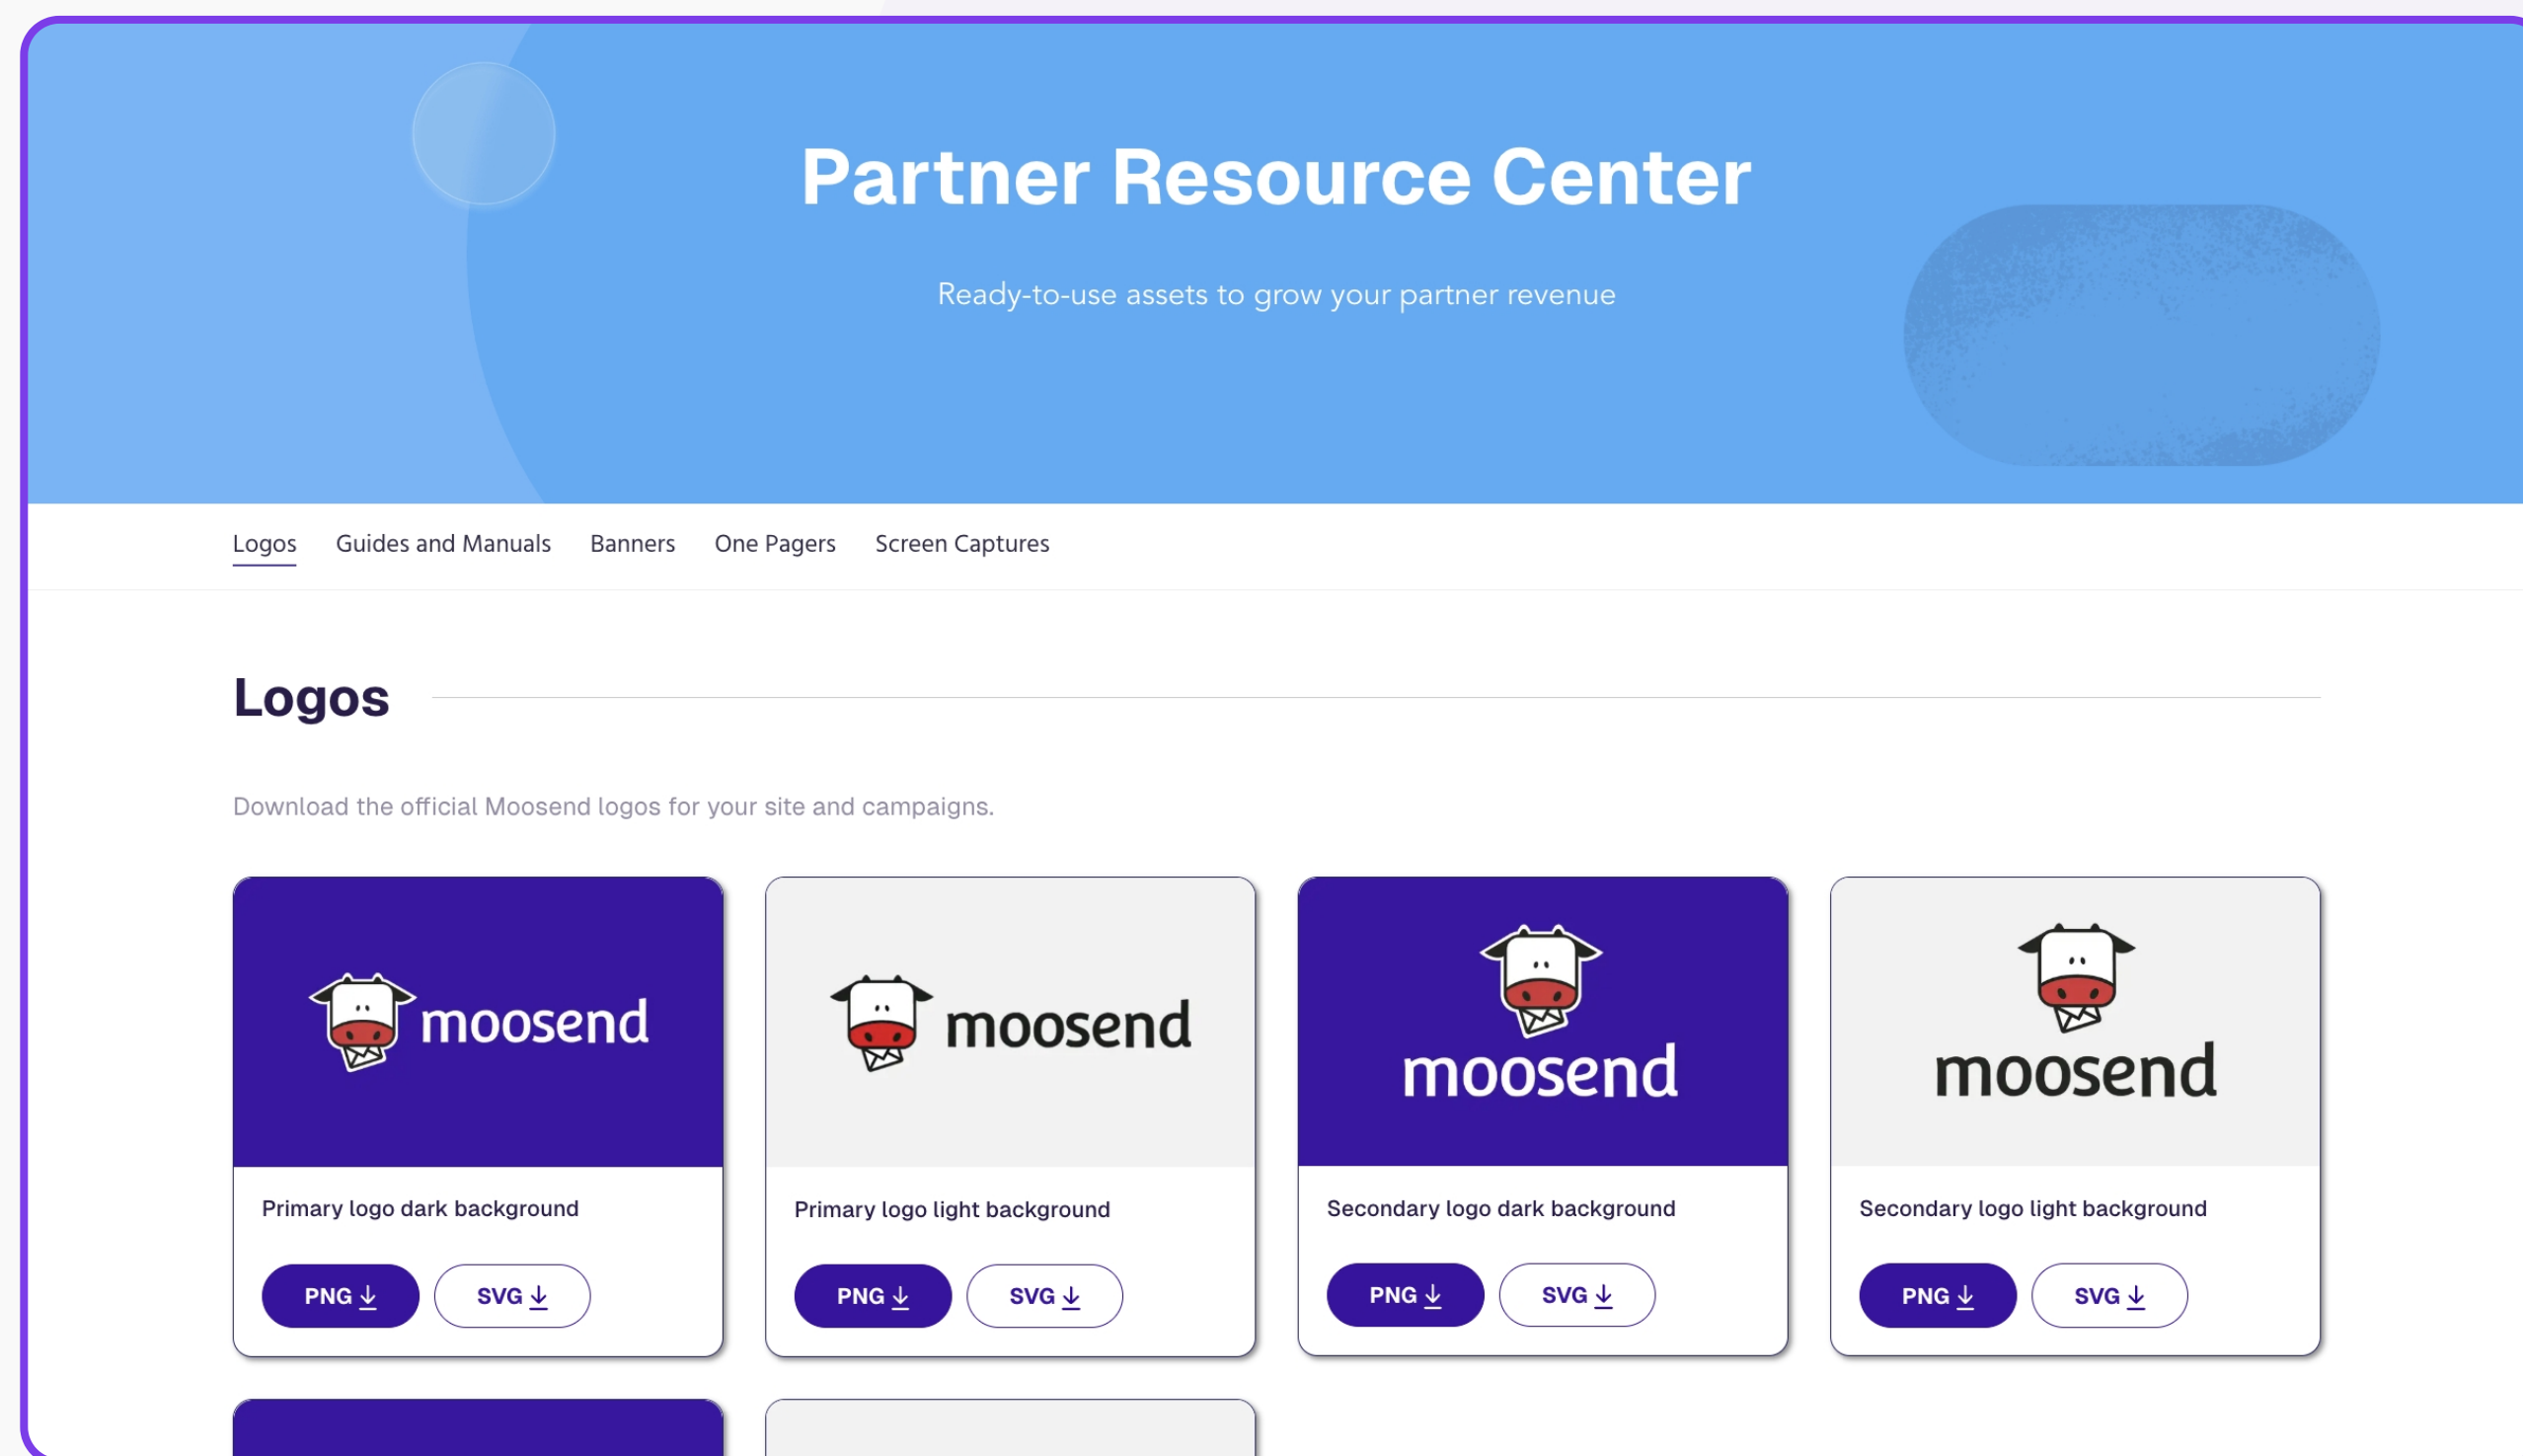 Partner Resource Center
Ready-to-use assets to grow your partner revenue
Logos Guides and Manuals Banners One Pagers Screen Captures
Logos
Download the official Moosend logos for your site and campaigns.
moosend
Primary logo dark background
PNG SVG
moosend
Primary logo light background
PNG SVG
moosend
Secondary logo dark background
PNG SVG
moosend
Secondary logo light background
PNG SVG